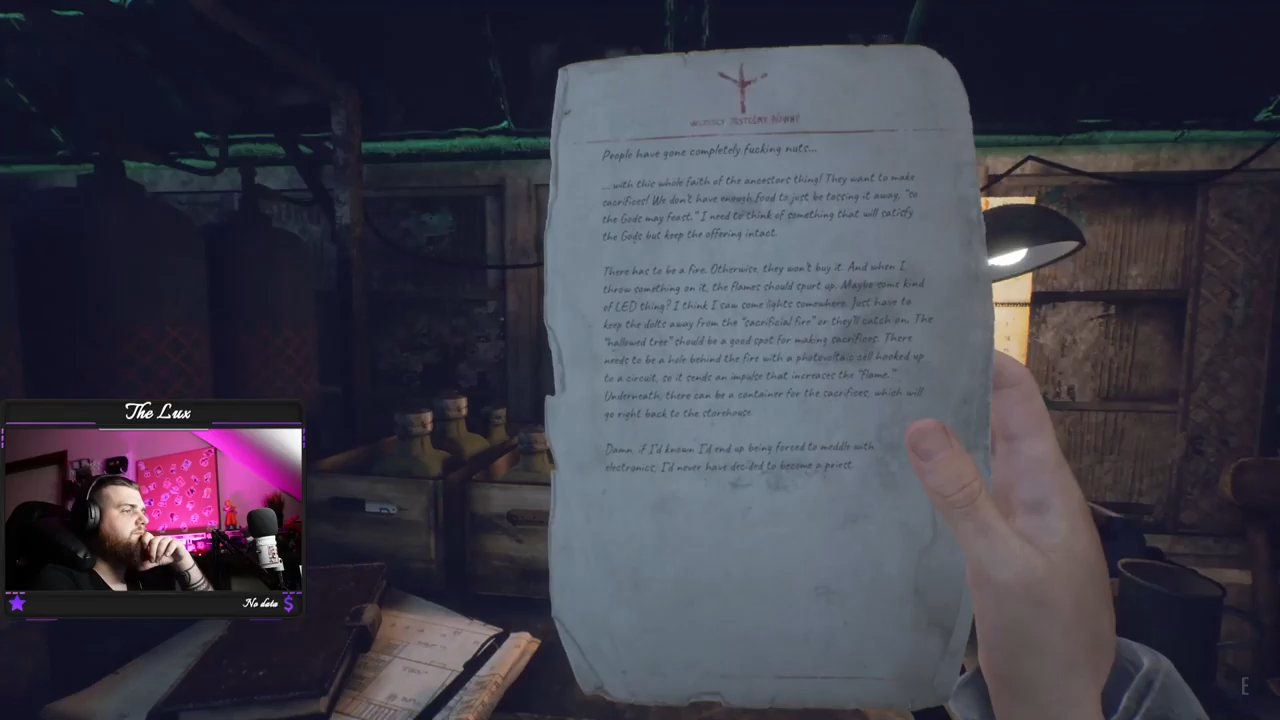 WSZYSCY JESTEŚMY RÓWNI
People have gone completely fucking nuts...
... with this whole faith of the ancestors thing! They want to make
sacrifices! We don't have enough food to just be tossing it away, "so
the Gods may feast." I need to think of something that will satisfy
the Gods but keep the offering intact.
There has to be a fire. Otherwise, they won't buy it. And when I
throw something on it, the flames should spurt up. Maybe some kind
of LED thing? I think I saw some lights somewhere. Just have to
keep the dolts away from the "sacrificial fire" or they'll catch on. The
"hallowed tree" should be a good spot for making sacrifices. There
needs to be a hole behind the fire with a photovoltaic cell hooked up
to a circuit, so it sends an impulse that increases the "flame."
Underneath, there can be a container for the sacrifices, which will
go right back to the storehouse.
Damn, if I'd known I'd end up being forced to meddle with
electronics, I'd never have decided to become a priest.
The Lux
No data
$
E